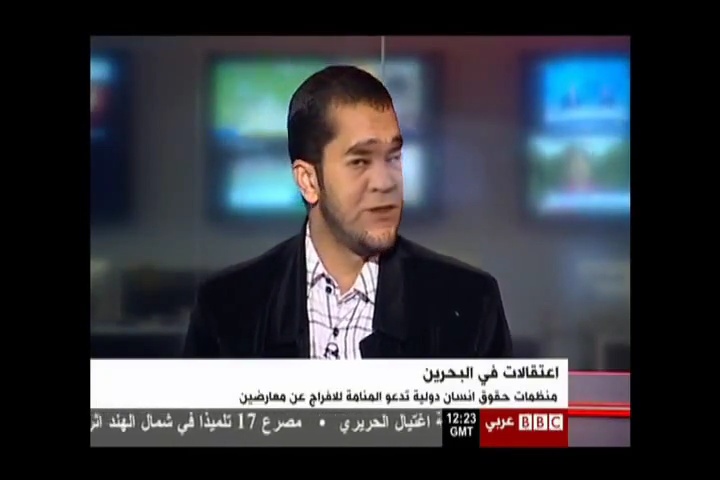 اعتقالات في البحرين
منظمات حقوق انسان دولية تدعو المنامة للافراج عن معارضين
اغتيال الحريري • مصرع 17 تلميذا في شمال الهند
12:23
GMT
BBC عربي